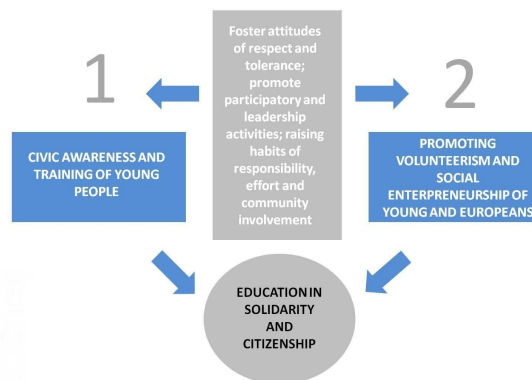 Foster attitudes
of respect and
tolerance;
promote
participatory and
leadership
activities; raising
habits of
responsibility,
effort and
community
involvement
1
2
CIVIC AWARENESS AND
TRAINING OF YOUNG
PEOPLE
PROMOTING
VOLUNTEERISM AND
SOCIAL
ENTERPRENEURSHIP OF
YOUNG AND EUROPEANS
EDUCATION IN
SOLIDARITY
AND
CITIZENSHIP